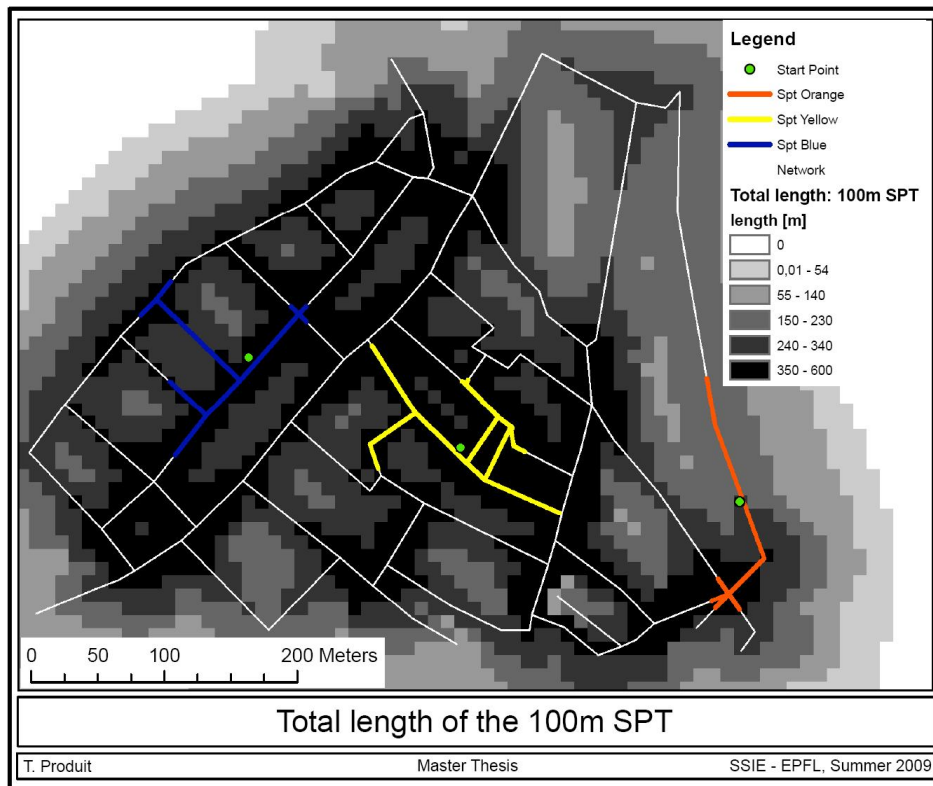 Legend
Start Point
Spt Orange
Spt Yellow
Spt Blue
Network
Total length: 100m SPT
length [m]
0
0,01 - 54
55 - 140
150 - 230
240 - 340
350 - 600
0 50 100 200 Meters
Total length of the 100m SPT
T. Produit Master Thesis SSIE - EPFL, Summer 2009